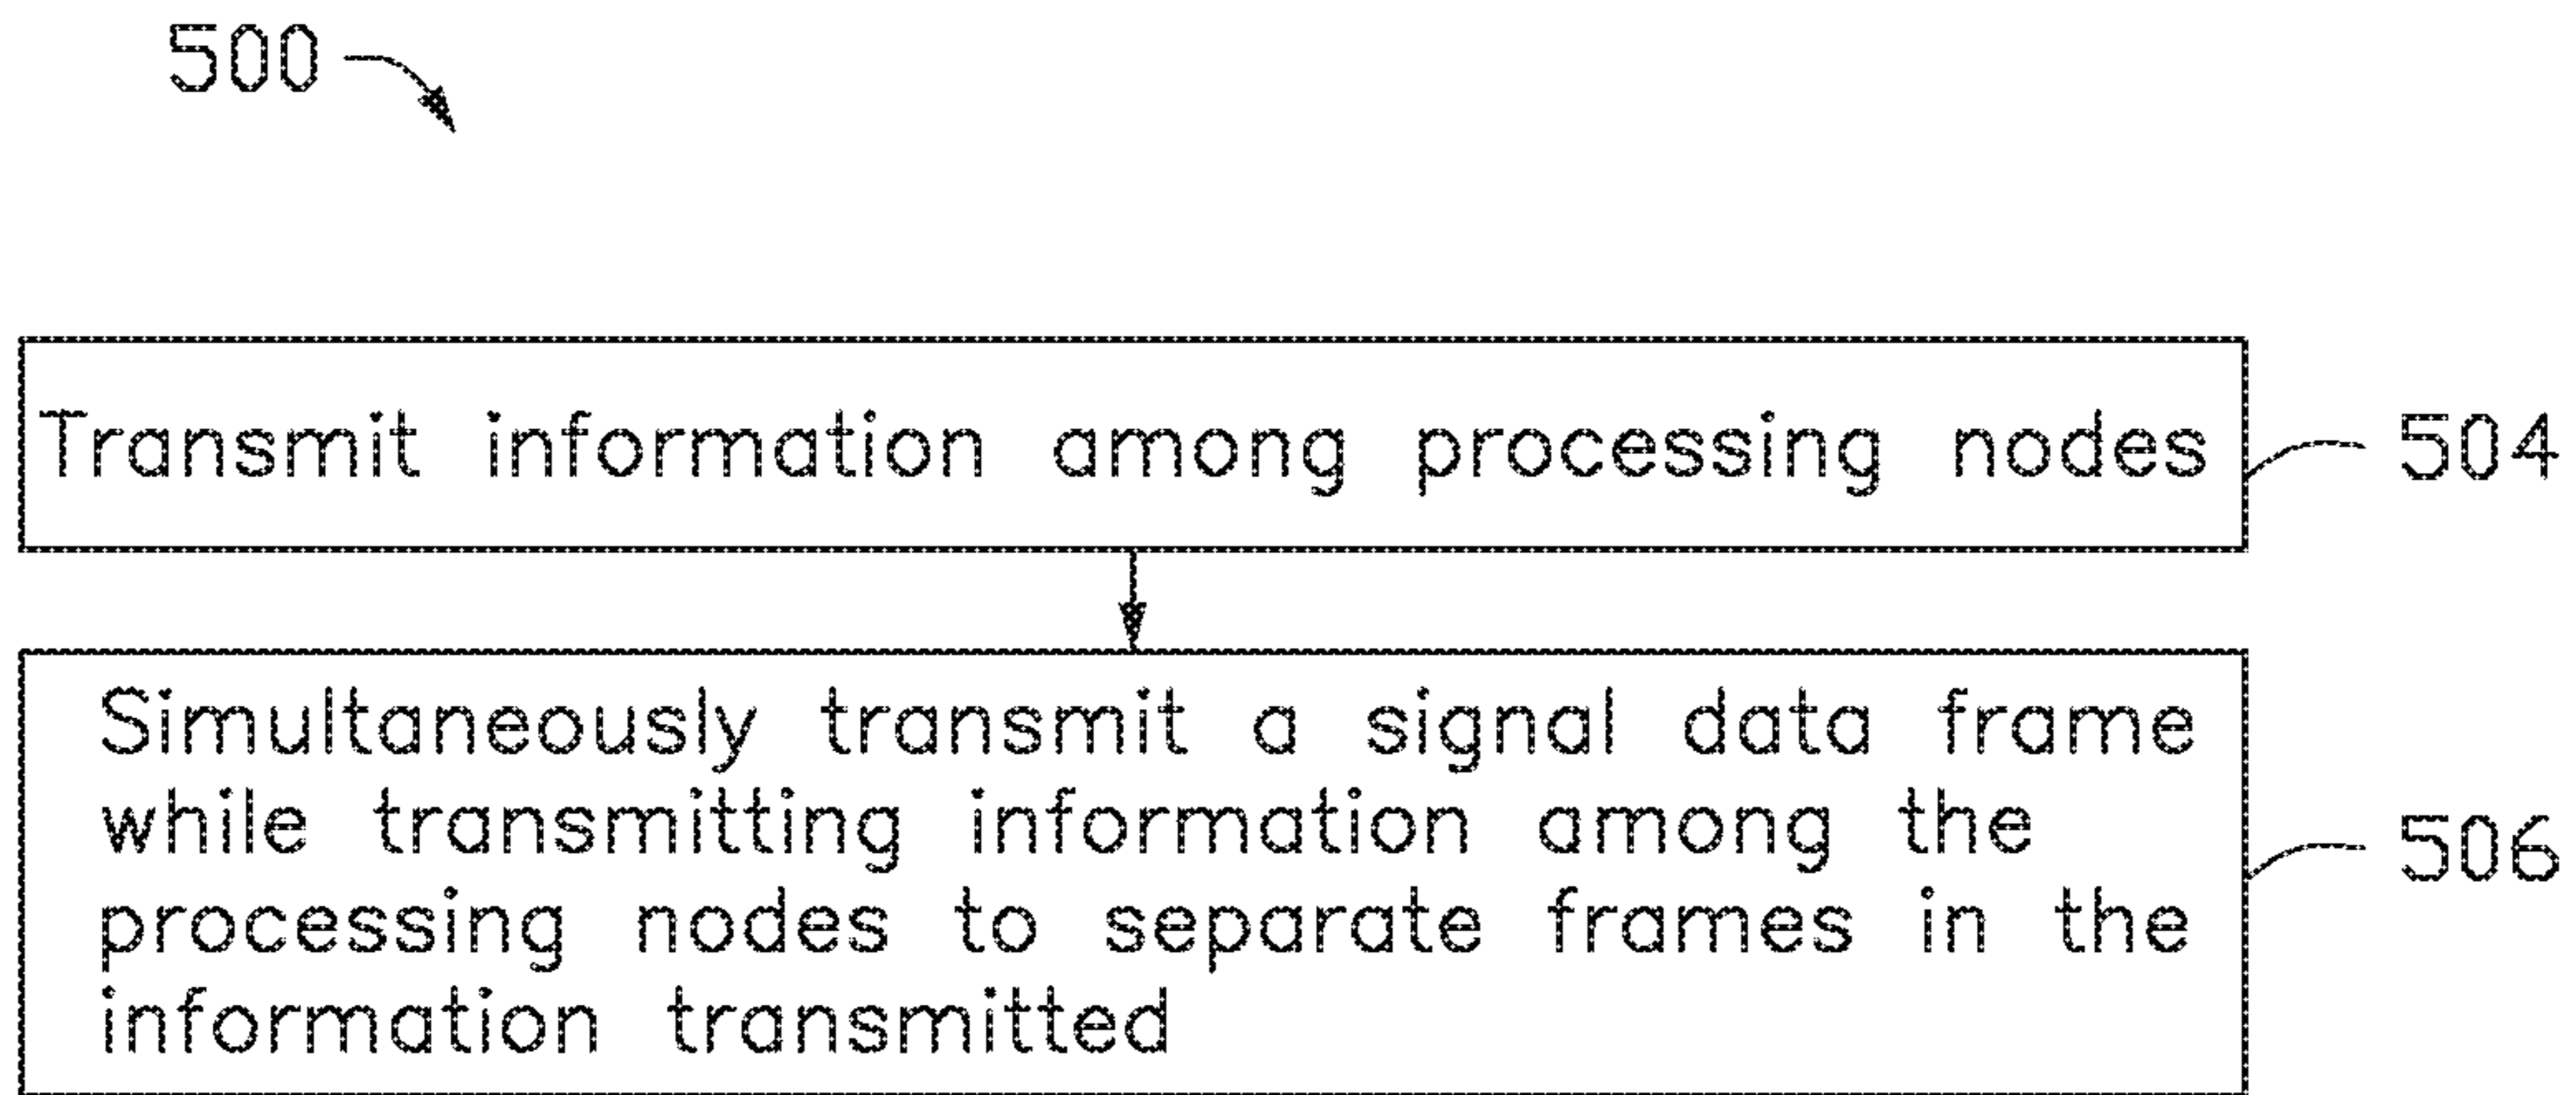 500
Transmit information among processing nodes
504
Simultaneously transmit a signal data frame
while transmitting information among the
processing nodes to separate frames in the
information transmitted
506